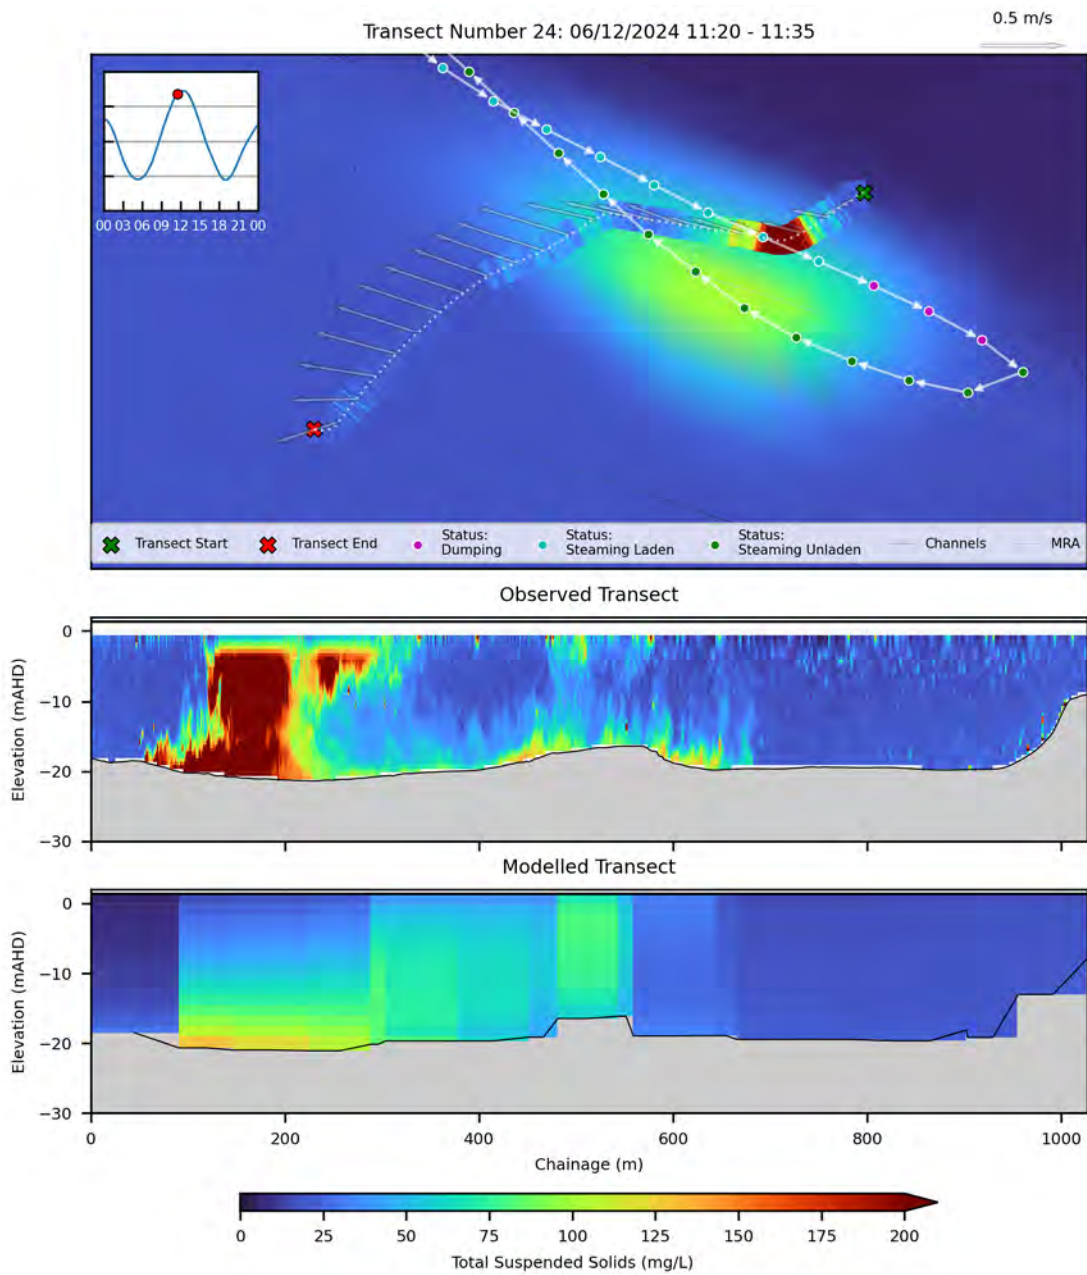 0.5 m/s
Transect Number 24: 06/12/2024 11:20 - 11:35
00 03 06 09 12 15 18 21 00
Transect Start
Transect End
Status:
Dumping
Status:
Steaming Laden
Status:
Steaming Unladen
Channels
MRA
Observed Transect
0
−10
−20
−30
Elevation (mAHD)
Modelled Transect
0
−10
−20
−30
Elevation (mAHD)
0 200 400 600 800 1000
Chainage (m)
0 25 50 75 100 125 150 175 200
Total Suspended Solids (mg/L)